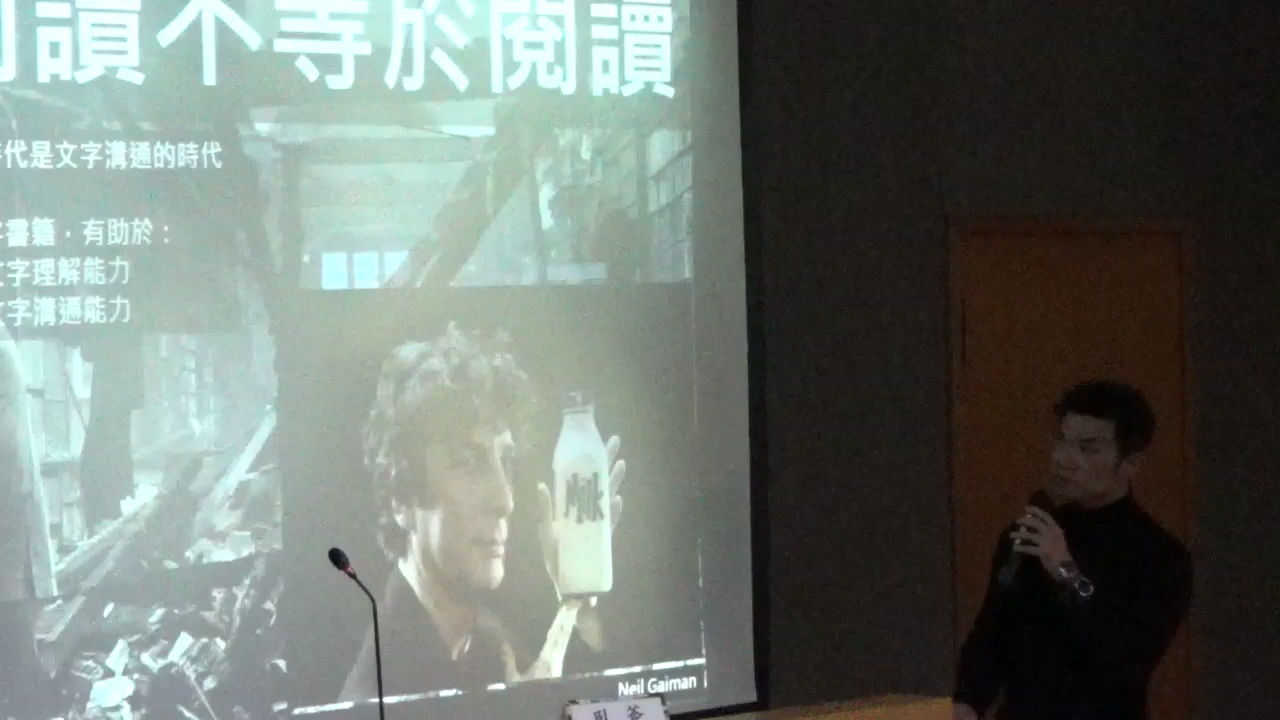 讀不等於閱讀
代是文字溝通的時代
書籍，有助於：
文字理解能力
文字溝通能力
Milk
Neil Gaiman